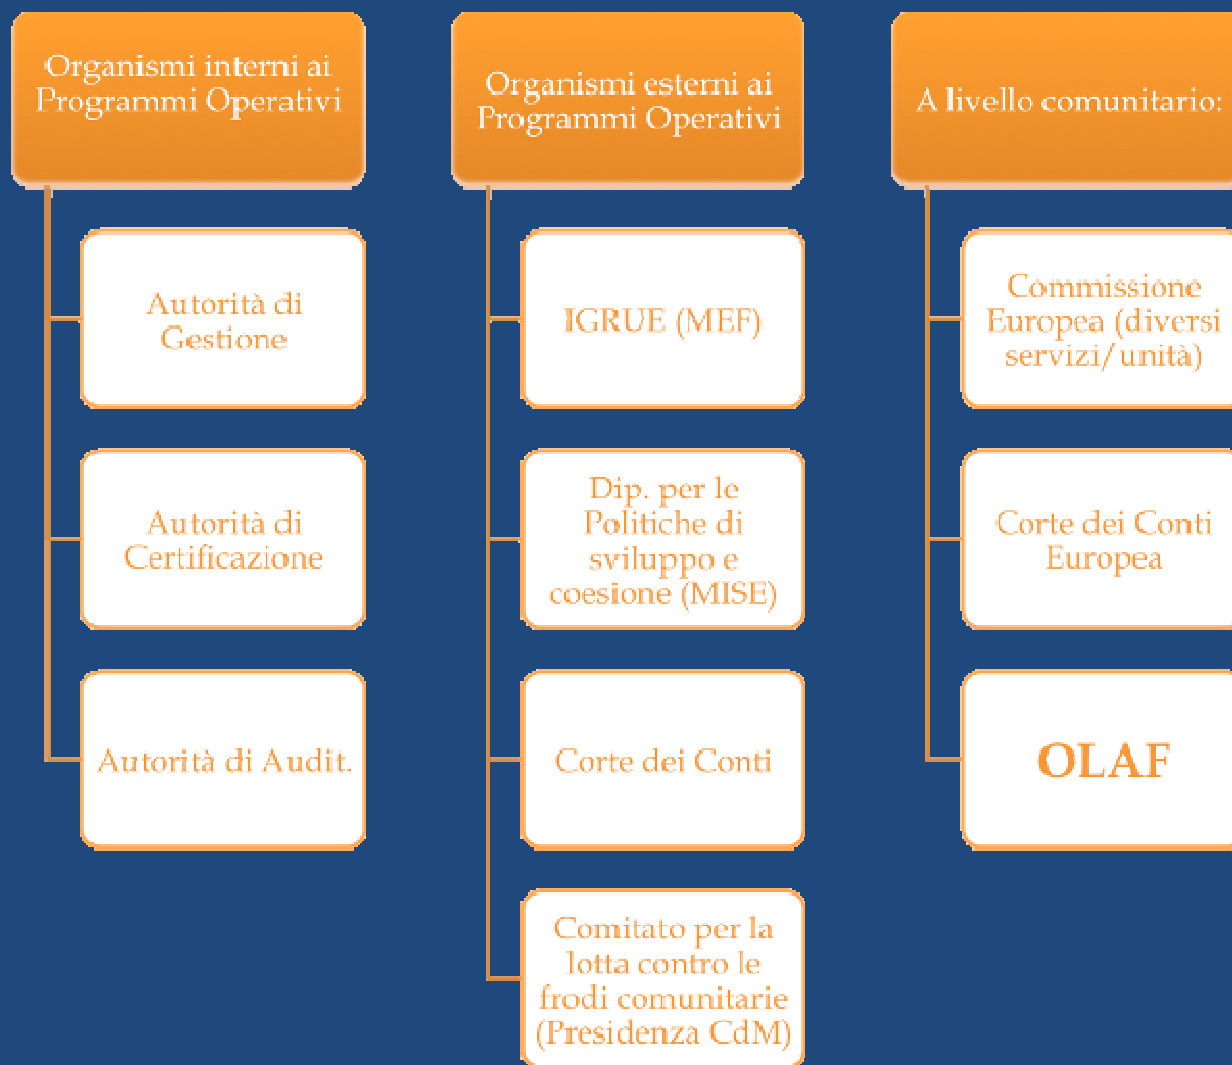 Organismi interni ai
Programmi Operativi
Autorità di
Gestione
Autorità di
Certificazione
Autorità di Audit.
Organismi esterni ai
Programmi Operativi
IGRUE (MEF)
Dip. per le
Politiche di
sviluppo e
coesione (MISE)
Corte dei Conti
Comitato per la
lotta contro le
frodi comunitarie
(Presidenza CdM)
A livello comunitario:
Commissione
Europea (diversi
servizi/unità)
Corte dei Conti
Europea
OLAF